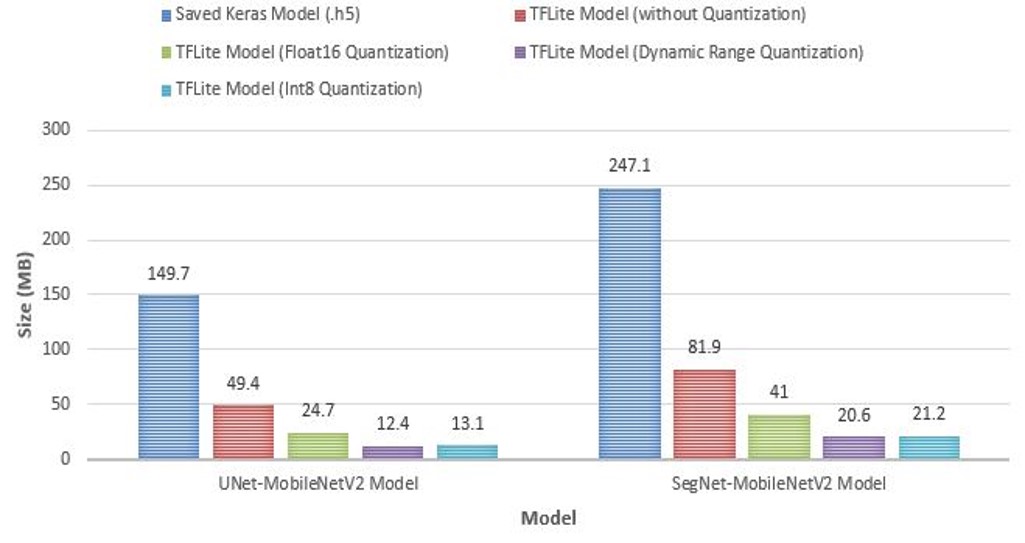 Saved Keras Model (.h5) TFLite Model (without Quantization)
TFLite Model (Float16 Quantization) TFLite Model (Dynamic Range Quantization)
TFLite Model (Int8 Quantization)
Size (MB)
300
250
200
150
100
50
0
149.7
49.4
24.7
12.4
13.1
247.1
81.9
41
20.6
21.2
UNet-MobileNetV2 Model
SegNet-MobileNetV2 Model
Model